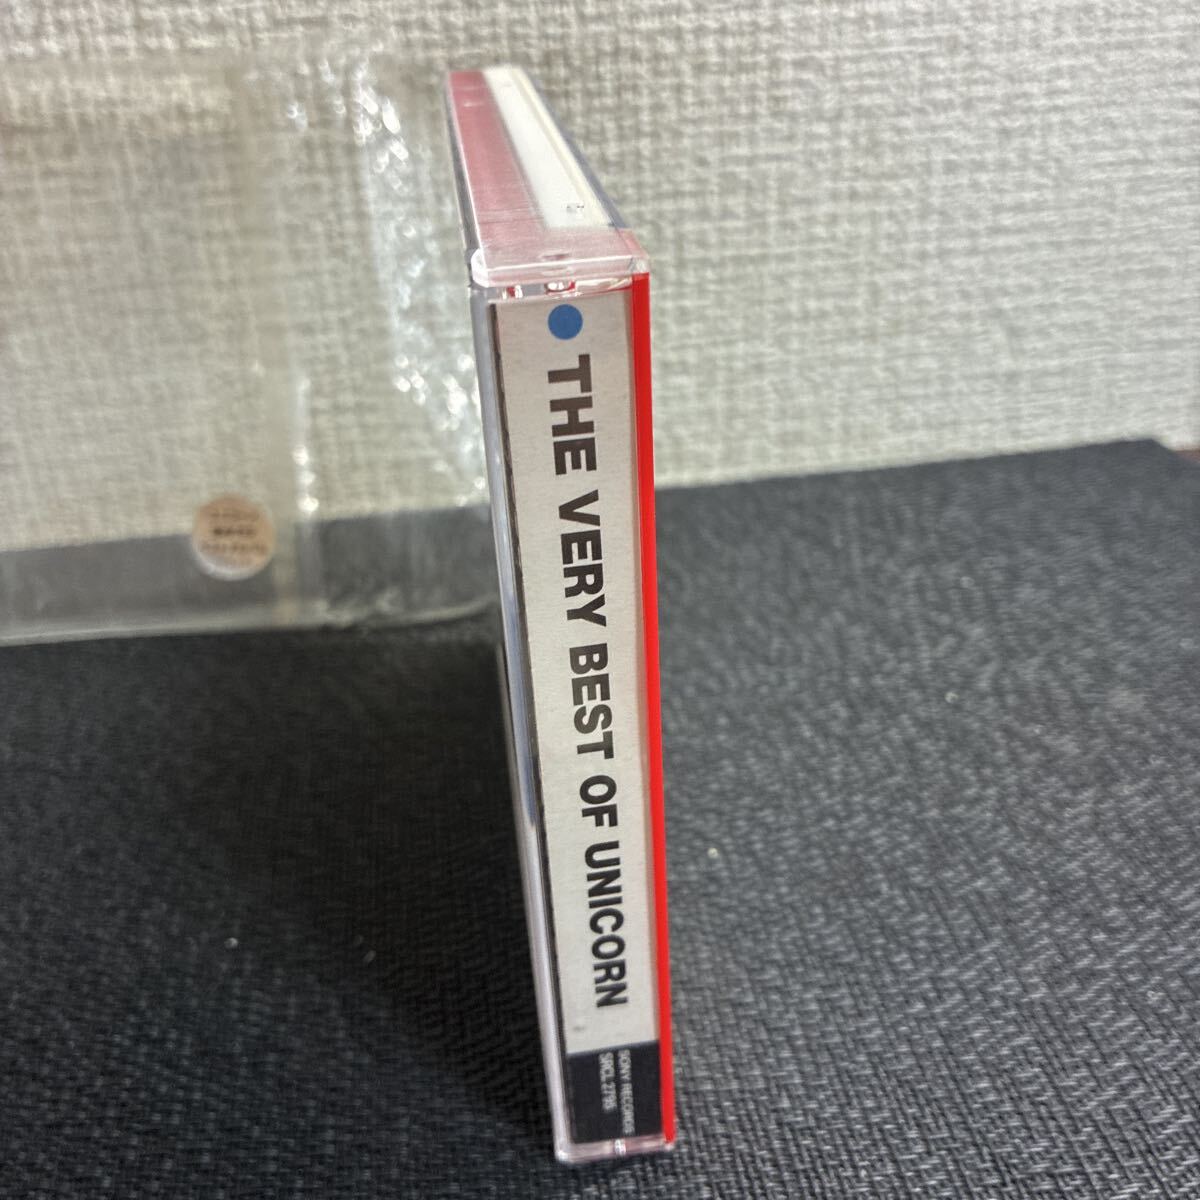 THE VERY BEST OF UNICORN
SONY RECORDS
SRCL 2795